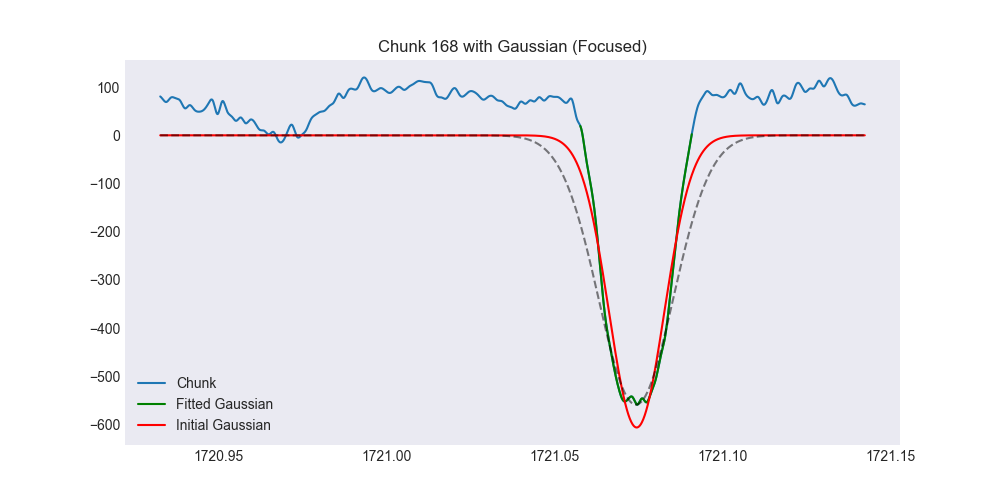 Chunk 168 with Gaussian (Focused)
100
0
−100
−200
−300
−400
−500
−600
Chunk
Fitted Gaussian
Initial Gaussian
1720.95 1721.00 1721.05 1721.10 1721.15